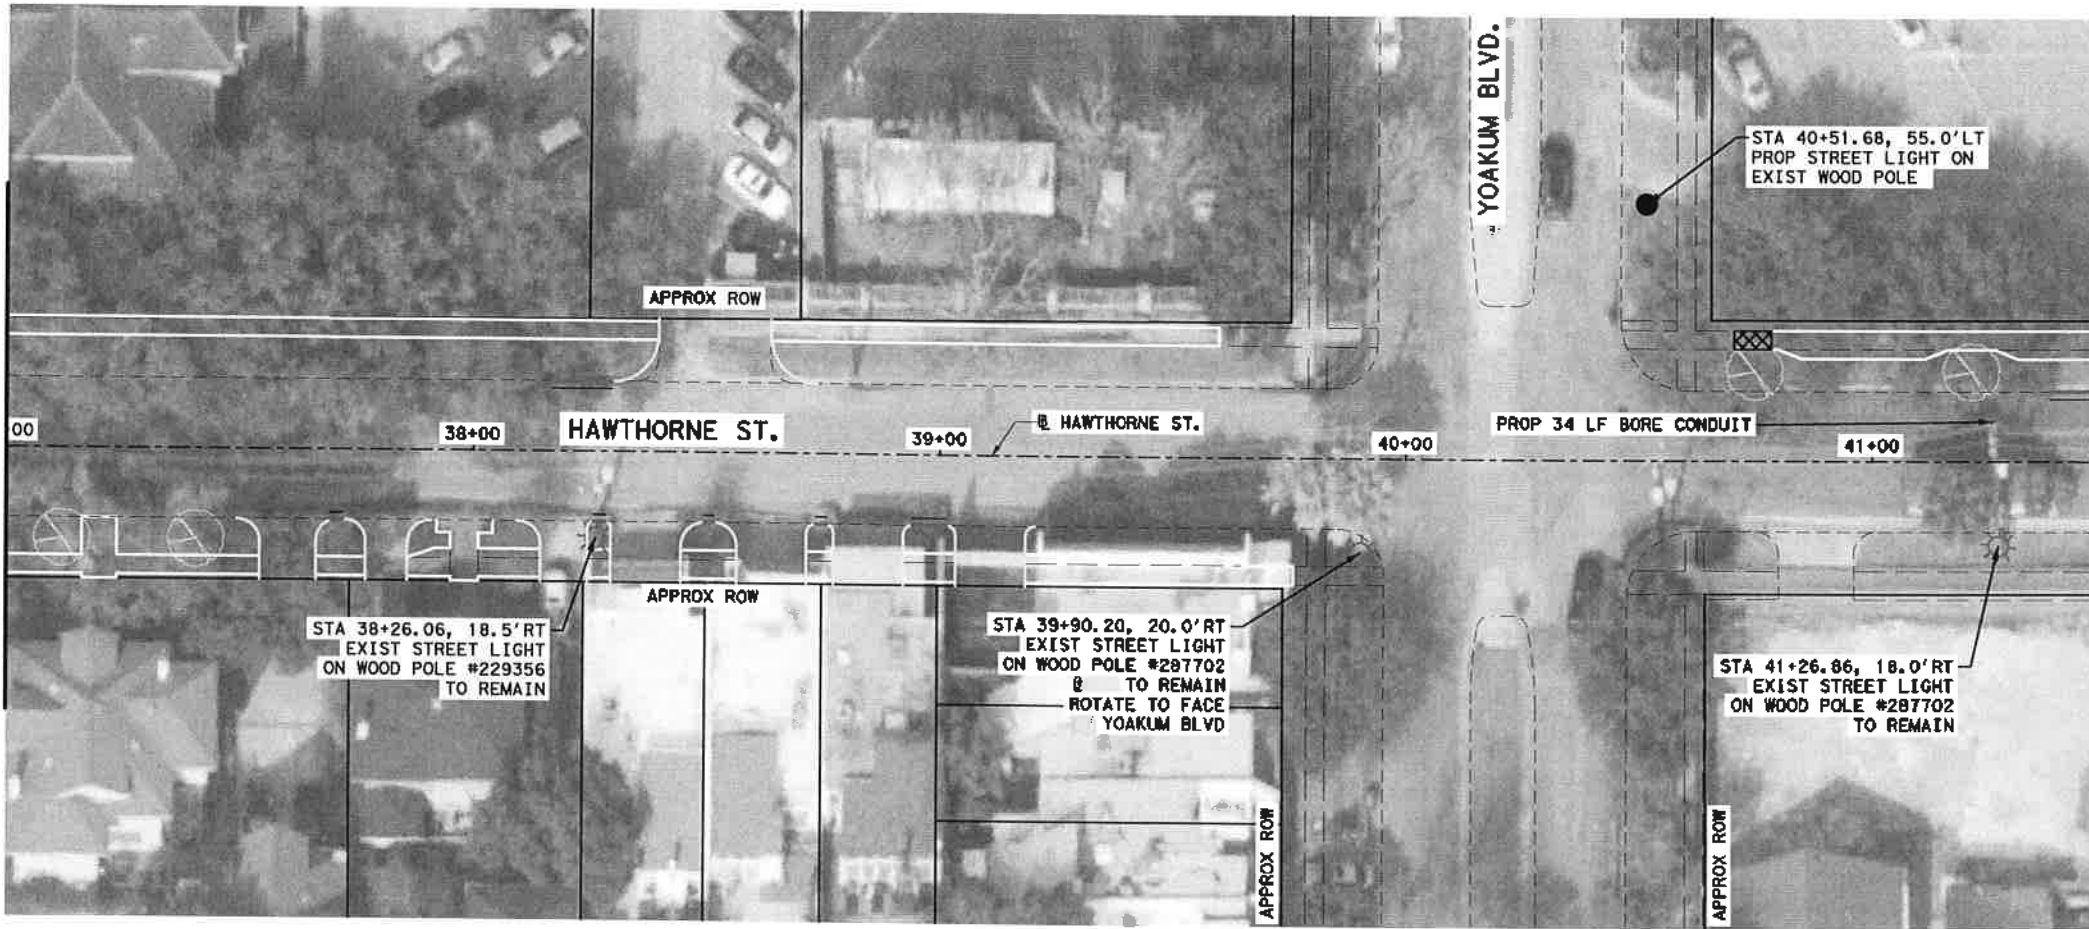 YOAKUM BLVD.
STA 40+51.68, 55.0'LT
PROP STREET LIGHT ON
EXIST WOOD POLE
APPROX ROW
00
38+00
HAWTHORNE ST.
39+00
℄ HAWTHORNE ST.
40+00
PROP 34 LF BORE CONDUIT
41+00
APPROX ROW
STA 38+26.06, 18.5'RT
EXIST STREET LIGHT
ON WOOD POLE #229356
TO REMAIN
STA 39+90.20, 20.0'RT
EXIST STREET LIGHT
ON WOOD POLE #287702
TO REMAIN
ROTATE TO FACE
YOAKUM BLVD
STA 41+26.86, 18.0'RT
EXIST STREET LIGHT
ON WOOD POLE #287702
TO REMAIN
APPROX ROW
APPROX ROW